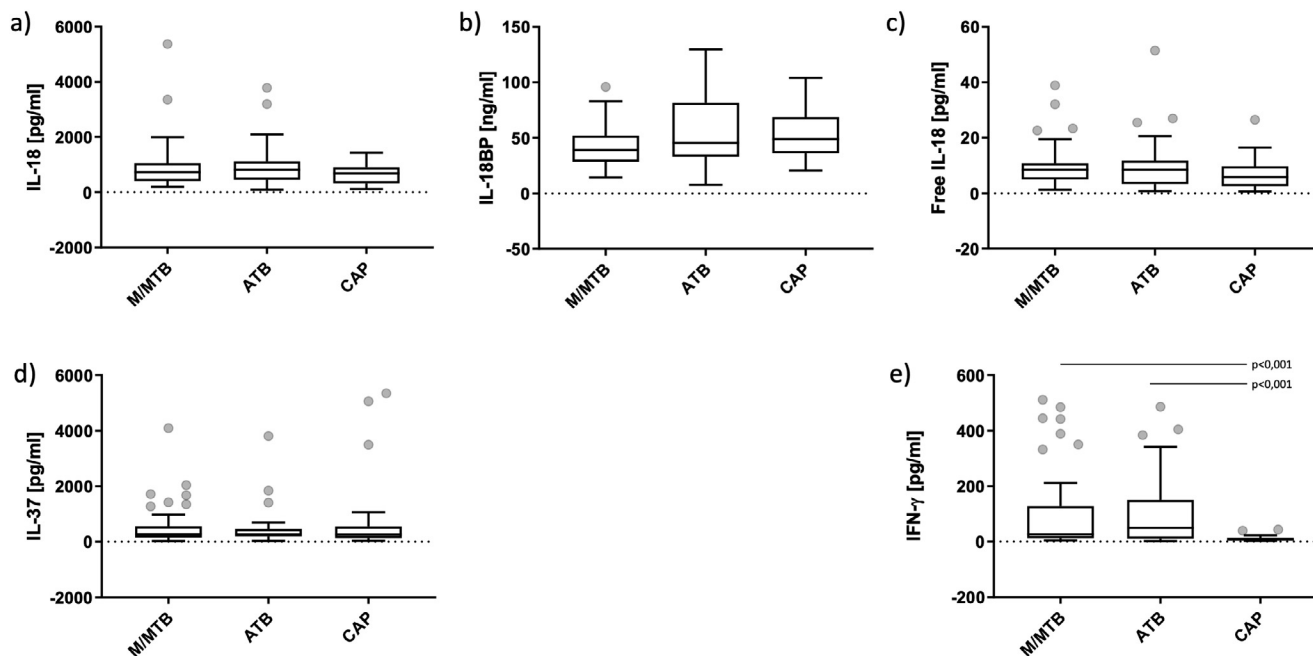 a)
IL-18 [pg/ml]
6000
4000
2000
0
-2000
M/MTB
ATB
CAP
b)
IL-18BP [ng/ml]
150
100
50
0
-50
M/MTB
ATB
CAP
c)
Free IL-18 [pg/ml]
60
40
20
0
-20
M/MTB
ATB
CAP
d)
IL-37 [pg/ml]
6000
4000
2000
0
-2000
M/MTB
ATB
CAP
e)
p<0,001
p<0,001
IFN-γ [pg/ml]
600
400
200
0
-200
M/MTB
ATB
CAP